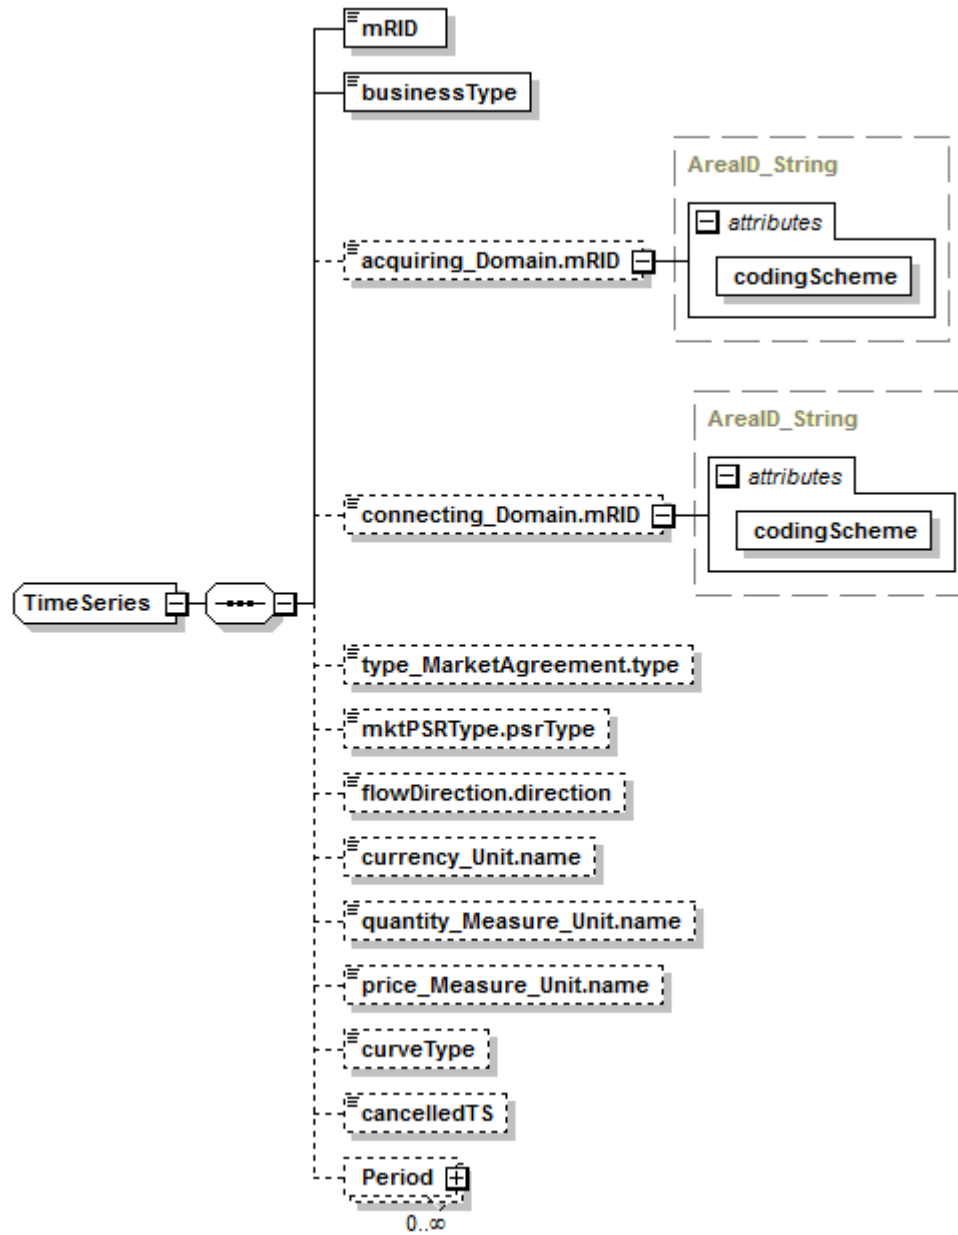 mRID
businessType
AreaID_String
attributes
acquiring_Domain.mRID
codingScheme
AreaID_String
attributes
connecting_Domain.mRID
codingScheme
TimeSeries
type_MarketAgreement.type
mktPSRType.psrType
flowDirection.direction
currency_Unit.name
quantity_Measure_Unit.name
price_Measure_Unit.name
curveType
cancelledTS
Period
0..∞